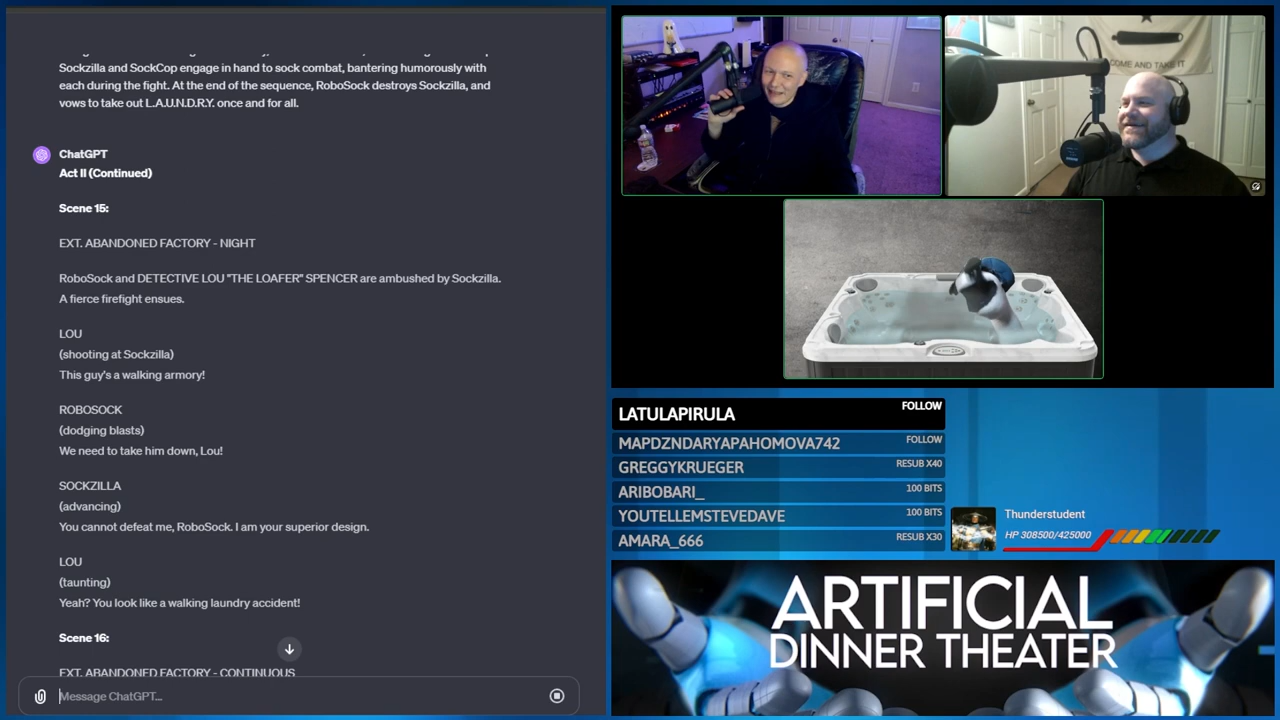 Sockzilla and SockCop engage in hand to sock combat, bantering humorously with
each during the fight. At the end of the sequence, RoboSock destroys Sockzilla, and
vows to take out L.A.U.N.D.R.Y. once and for all.
ChatGPT
Act II (Continued)
Scene 15:
EXT. ABANDONED FACTORY - NIGHT
RoboSock and DETECTIVE LOU "THE LOAFER" SPENCER are ambushed by Sockzilla.
A fierce firefight ensues.
LOU
(shooting at Sockzilla)
This guy's a walking armory!
ROBOSOCK
(dodging blasts)
We need to take him down, Lou!
SOCKZILLA
(advancing)
You cannot defeat me, RoboSock. I am your superior design.
LOU
(taunting)
Yeah? You look like a walking laundry accident!
Scene 16:
EXT. ABANDONED FACTORY - CONTINUOUS
Message ChatGPT...
COME AND TAKE IT
LATULAPIRULA FOLLOW
MAPDZNDARYAPAHOMOVA742 FOLLOW
GREGGYKRUEGER RESUB X40
ARIBOBARI_ 100 BITS
YOUTELLEMSTEVEDAVE 100 BITS
AMARA_666 RESUB X30
Thunderstudent
HP 308500/425000
ARTIFICIAL
DINNER THEATER